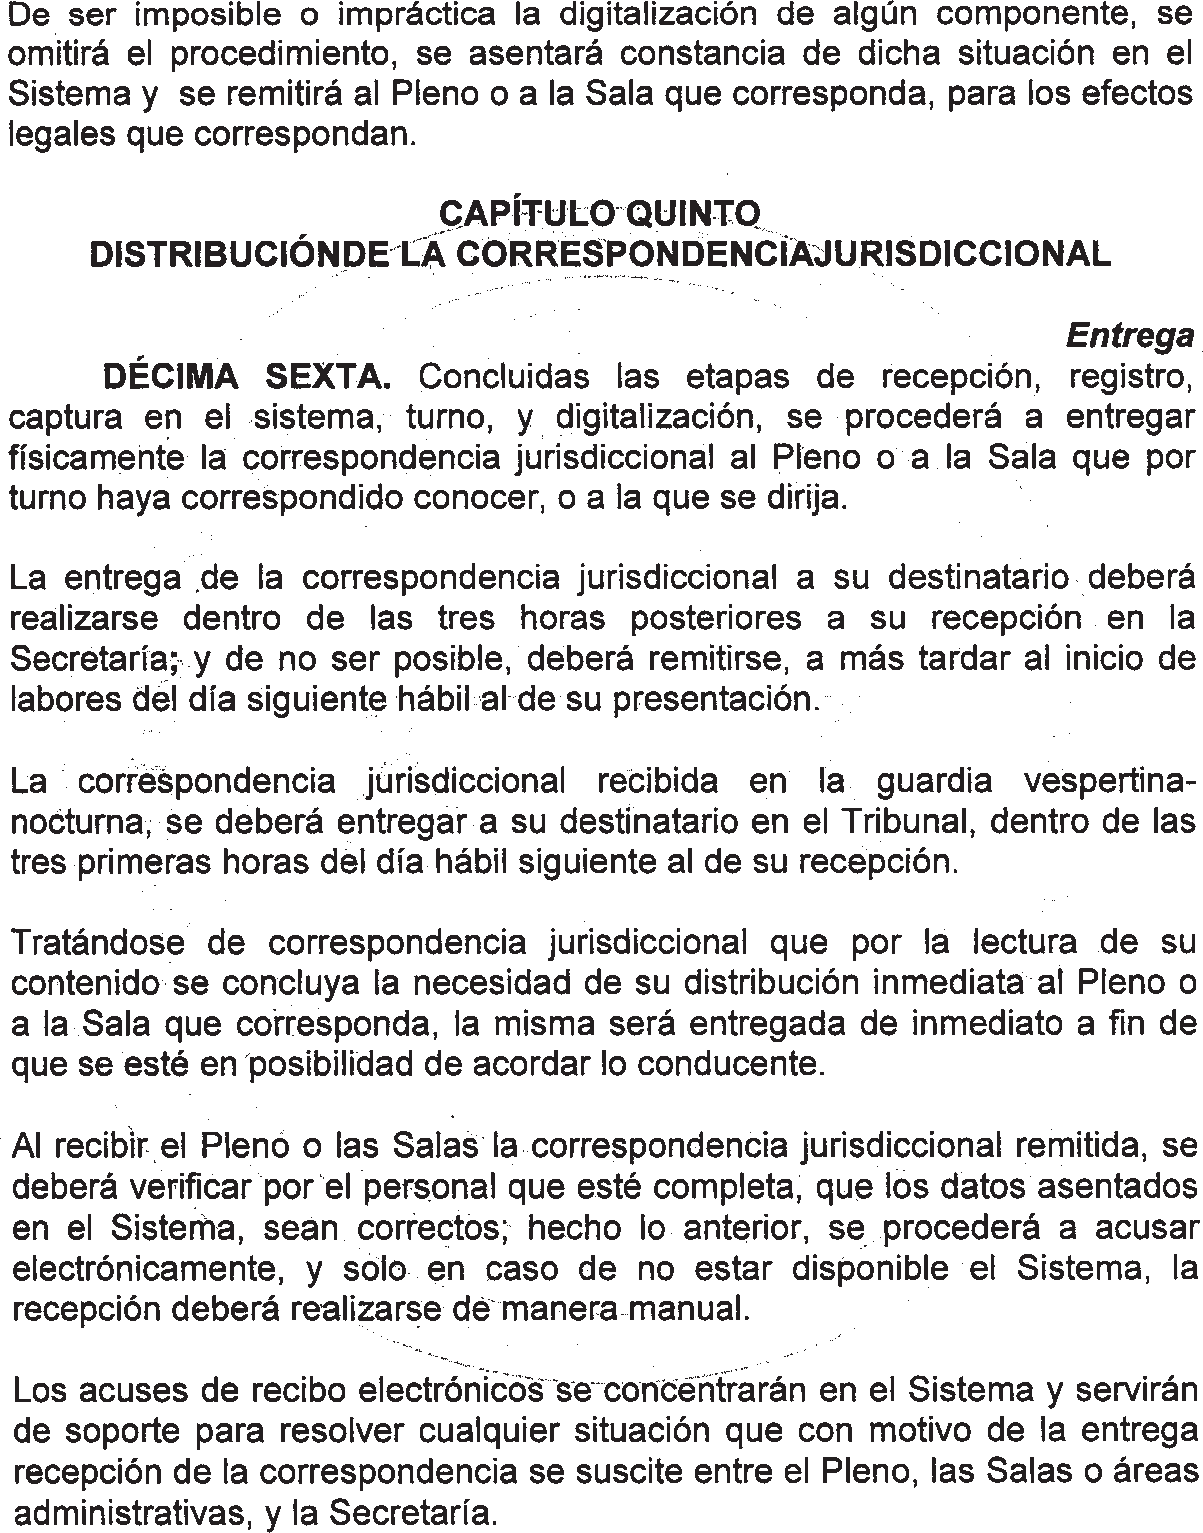 De ser imposible o impráctica la digitalización de algún componente, se
omitirá el procedimiento, se asentará constancia de dicha situación en el
Sistema y se remitirá al Pleno o a la Sala que corresponda, para los efectos
legales que correspondan.
CAPÍTULO QUINTO
DISTRIBUCIÓNDE LA CORRESPONDENCIAJURISDICCIONAL
Entrega
DÉCIMA SEXTA. Concluidas las etapas de recepción, registro,
captura en el sistema, turno, y digitalización, se procederá a entregar
físicamente la correspondencia jurisdiccional al Pleno o a la Sala que por
turno haya correspondido conocer, o a la que se dirija.
La entrega de la correspondencia jurisdiccional a su destinatario deberá
realizarse dentro de las tres horas posteriores a su recepción en la
Secretaría; y de no ser posible, deberá remitirse, a más tardar al inicio de
labores del día siguiente hábil al de su presentación.
La correspondencia jurisdiccional recibida en la guardia vespertina-
nocturna, se deberá entregar a su destinatario en el Tribunal, dentro de las
tres primeras horas del día hábil siguiente al de su recepción.
Tratándose de correspondencia jurisdiccional que por la lectura de su
contenido se concluya la necesidad de su distribución inmediata al Pleno o
a la Sala que corresponda, la misma será entregada de inmediato a fin de
que se esté en posibilidad de acordar lo conducente.
Al recibir el Pleno o las Salas la correspondencia jurisdiccional remitida, se
deberá verificar por el personal que esté completa, que los datos asentados
en el Sistema, sean correctos; hecho lo anterior, se procederá a acusar
electrónicamente, y solo en caso de no estar disponible el Sistema, la
recepción deberá realizarse de manera manual.
Los acuses de recibo electrónicos se concentrarán en el Sistema y servirán
de soporte para resolver cualquier situación que con motivo de la entrega
recepción de la correspondencia se suscite entre el Pleno, las Salas o áreas
administrativas, y la Secretaría.